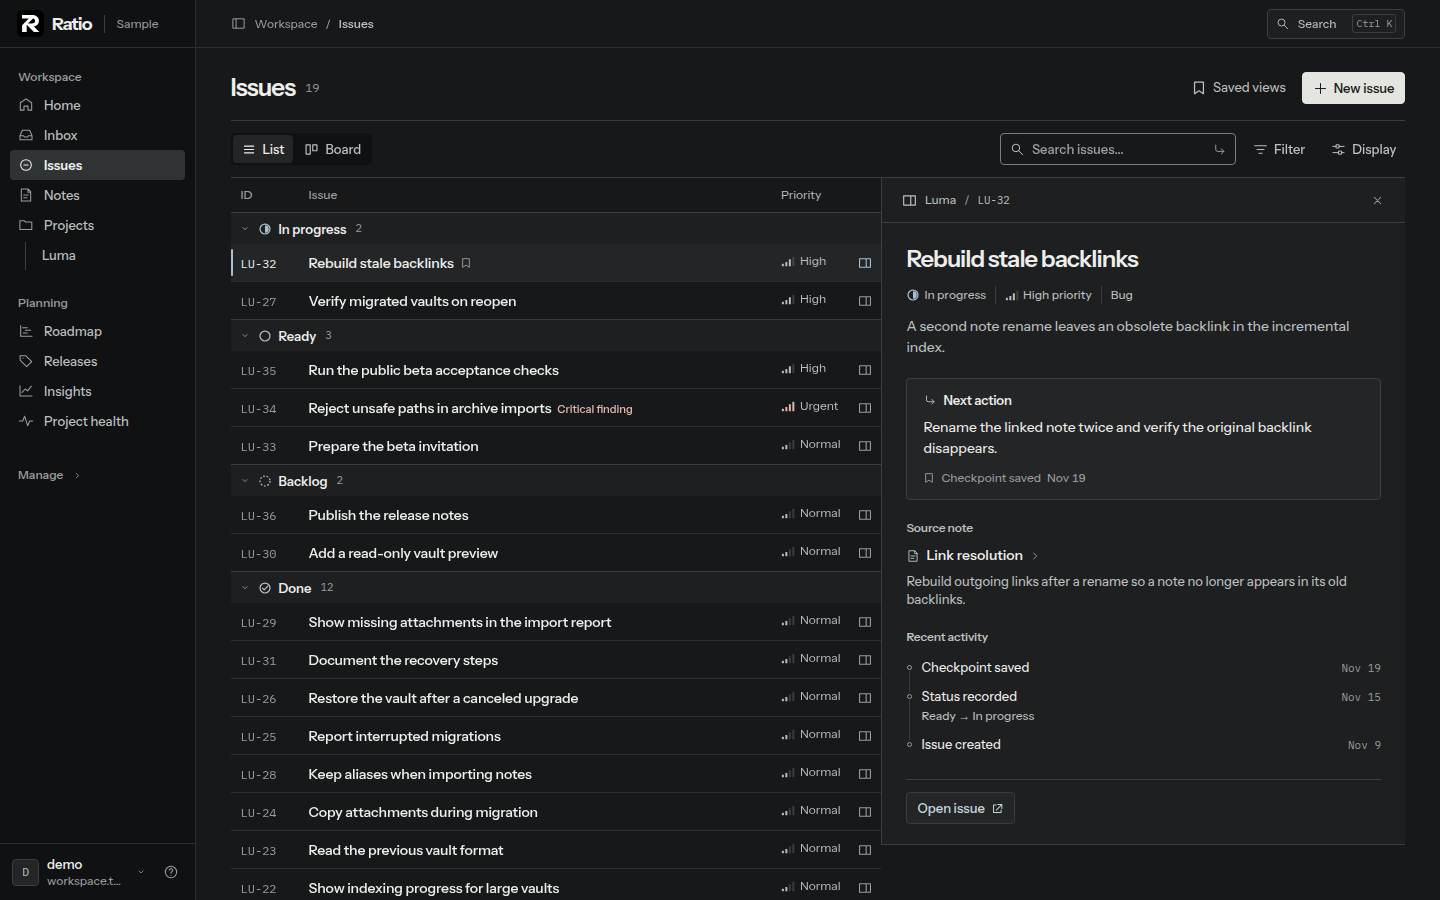 Ratio Sample
Workspace
Home
Inbox
Issues
Notes
Projects
Luma
Planning
Roadmap
Releases
Insights
Project health
Manage
D demo
workspace.t...
Workspace / Issues
Search Ctrl K
Issues 19
Saved views
New issue
List Board
Search issues...
Filter
Display
ID Issue Priority
In progress 2
LU-32 Rebuild stale backlinks High
LU-27 Verify migrated vaults on reopen High
Ready 3
LU-35 Run the public beta acceptance checks High
LU-34 Reject unsafe paths in archive imports Critical finding Urgent
LU-33 Prepare the beta invitation Normal
Backlog 2
LU-36 Publish the release notes Normal
LU-30 Add a read-only vault preview Normal
Done 12
LU-29 Show missing attachments in the import report Normal
LU-31 Document the recovery steps Normal
LU-26 Restore the vault after a canceled upgrade Normal
LU-25 Report interrupted migrations Normal
LU-28 Keep aliases when importing notes Normal
LU-24 Copy attachments during migration Normal
LU-23 Read the previous vault format Normal
LU-22 Show indexing progress for large vaults Normal
Luma / LU-32
Rebuild stale backlinks
In progress High priority Bug
A second note rename leaves an obsolete backlink in the incremental
index.
Next action
Rename the linked note twice and verify the original backlink
disappears.
Checkpoint saved Nov 19
Source note
Link resolution
Rebuild outgoing links after a rename so a note no longer appears in its old
backlinks.
Recent activity
Checkpoint saved Nov 19
Status recorded Nov 15
Ready → In progress
Issue created Nov 9
Open issue